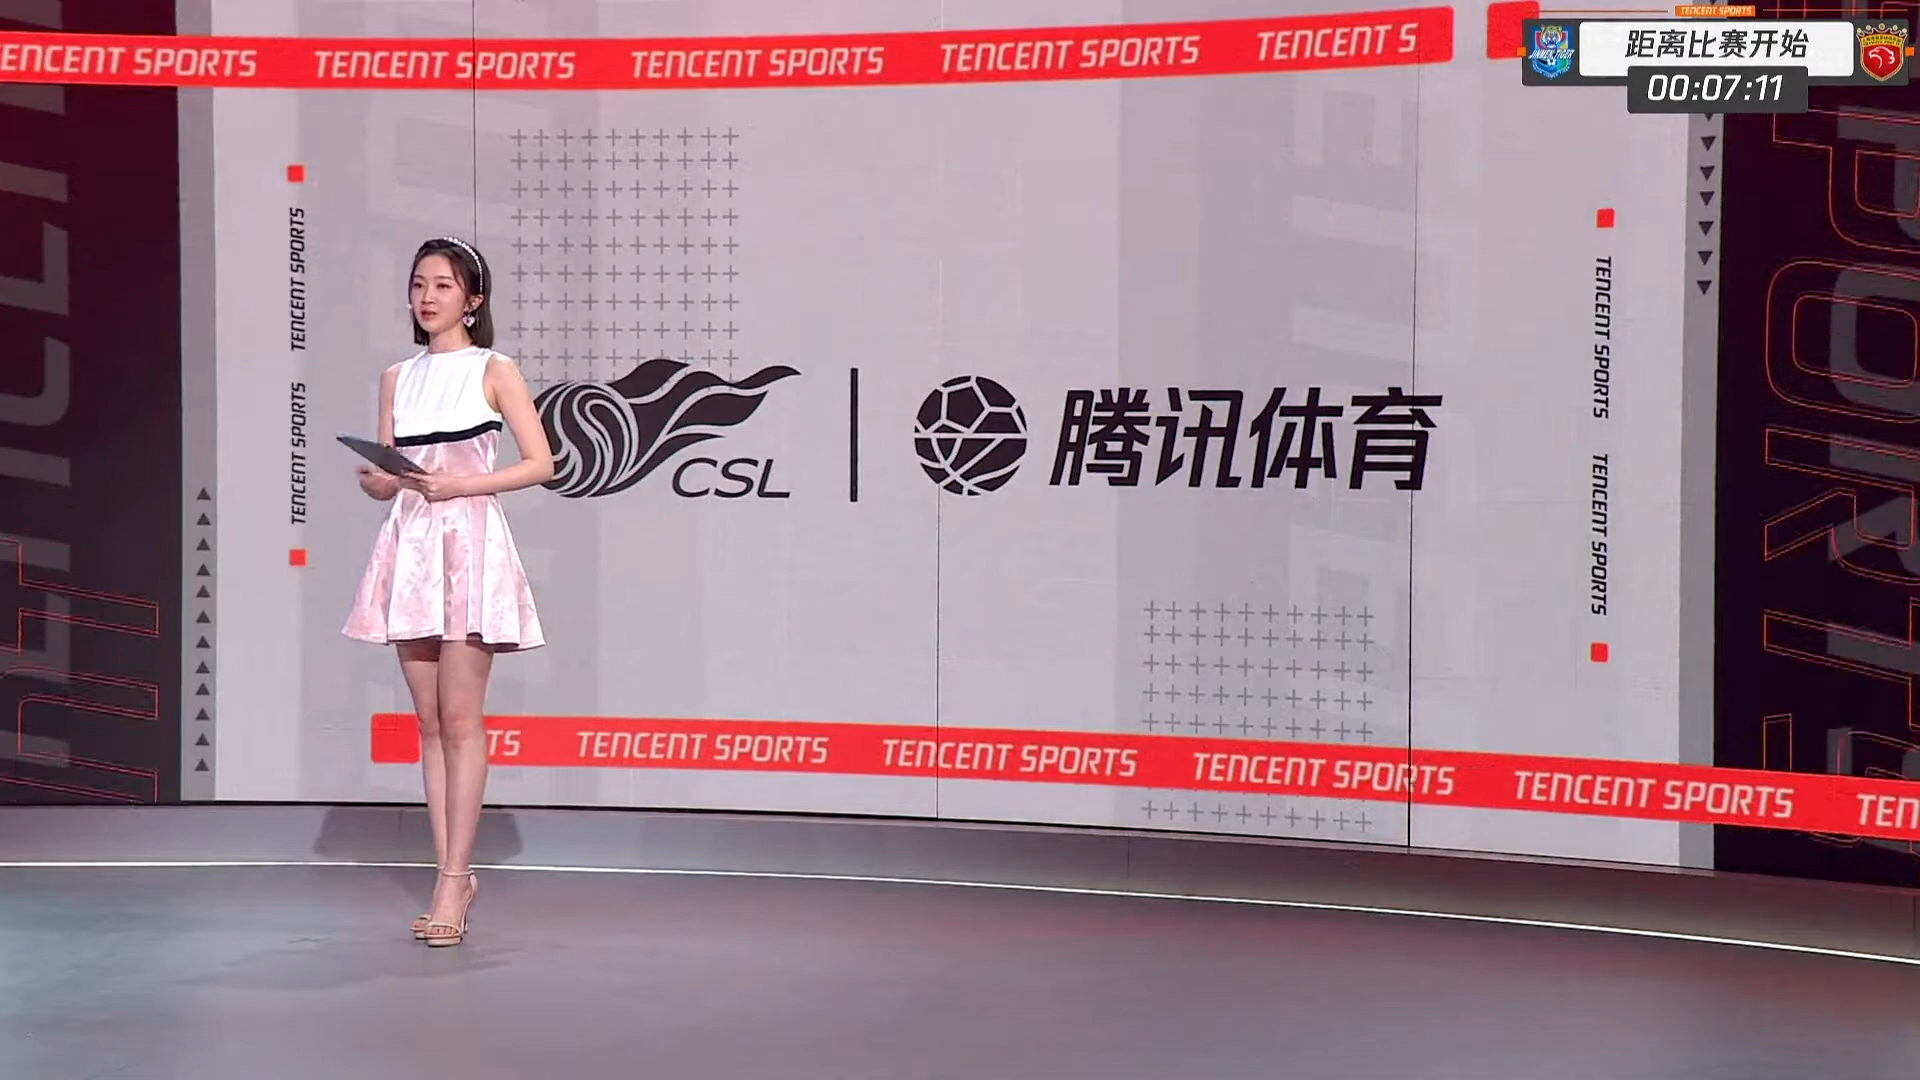 TENCENT SPORTS
距离比赛开始
00:07:11
ENCENT SPORTS TENCENT SPORTS TENCENT SPORTS TENCENT SPORTS TENCENT S
TENCENT SPORTS
TENCENT SPORTS
CSL
腾讯体育
TENCENT SPORTS
TENCENT SPORTS
TS TENCENT SPORTS TENCENT SPORTS TENCENT SPORTS TENCENT SPORTS TEN